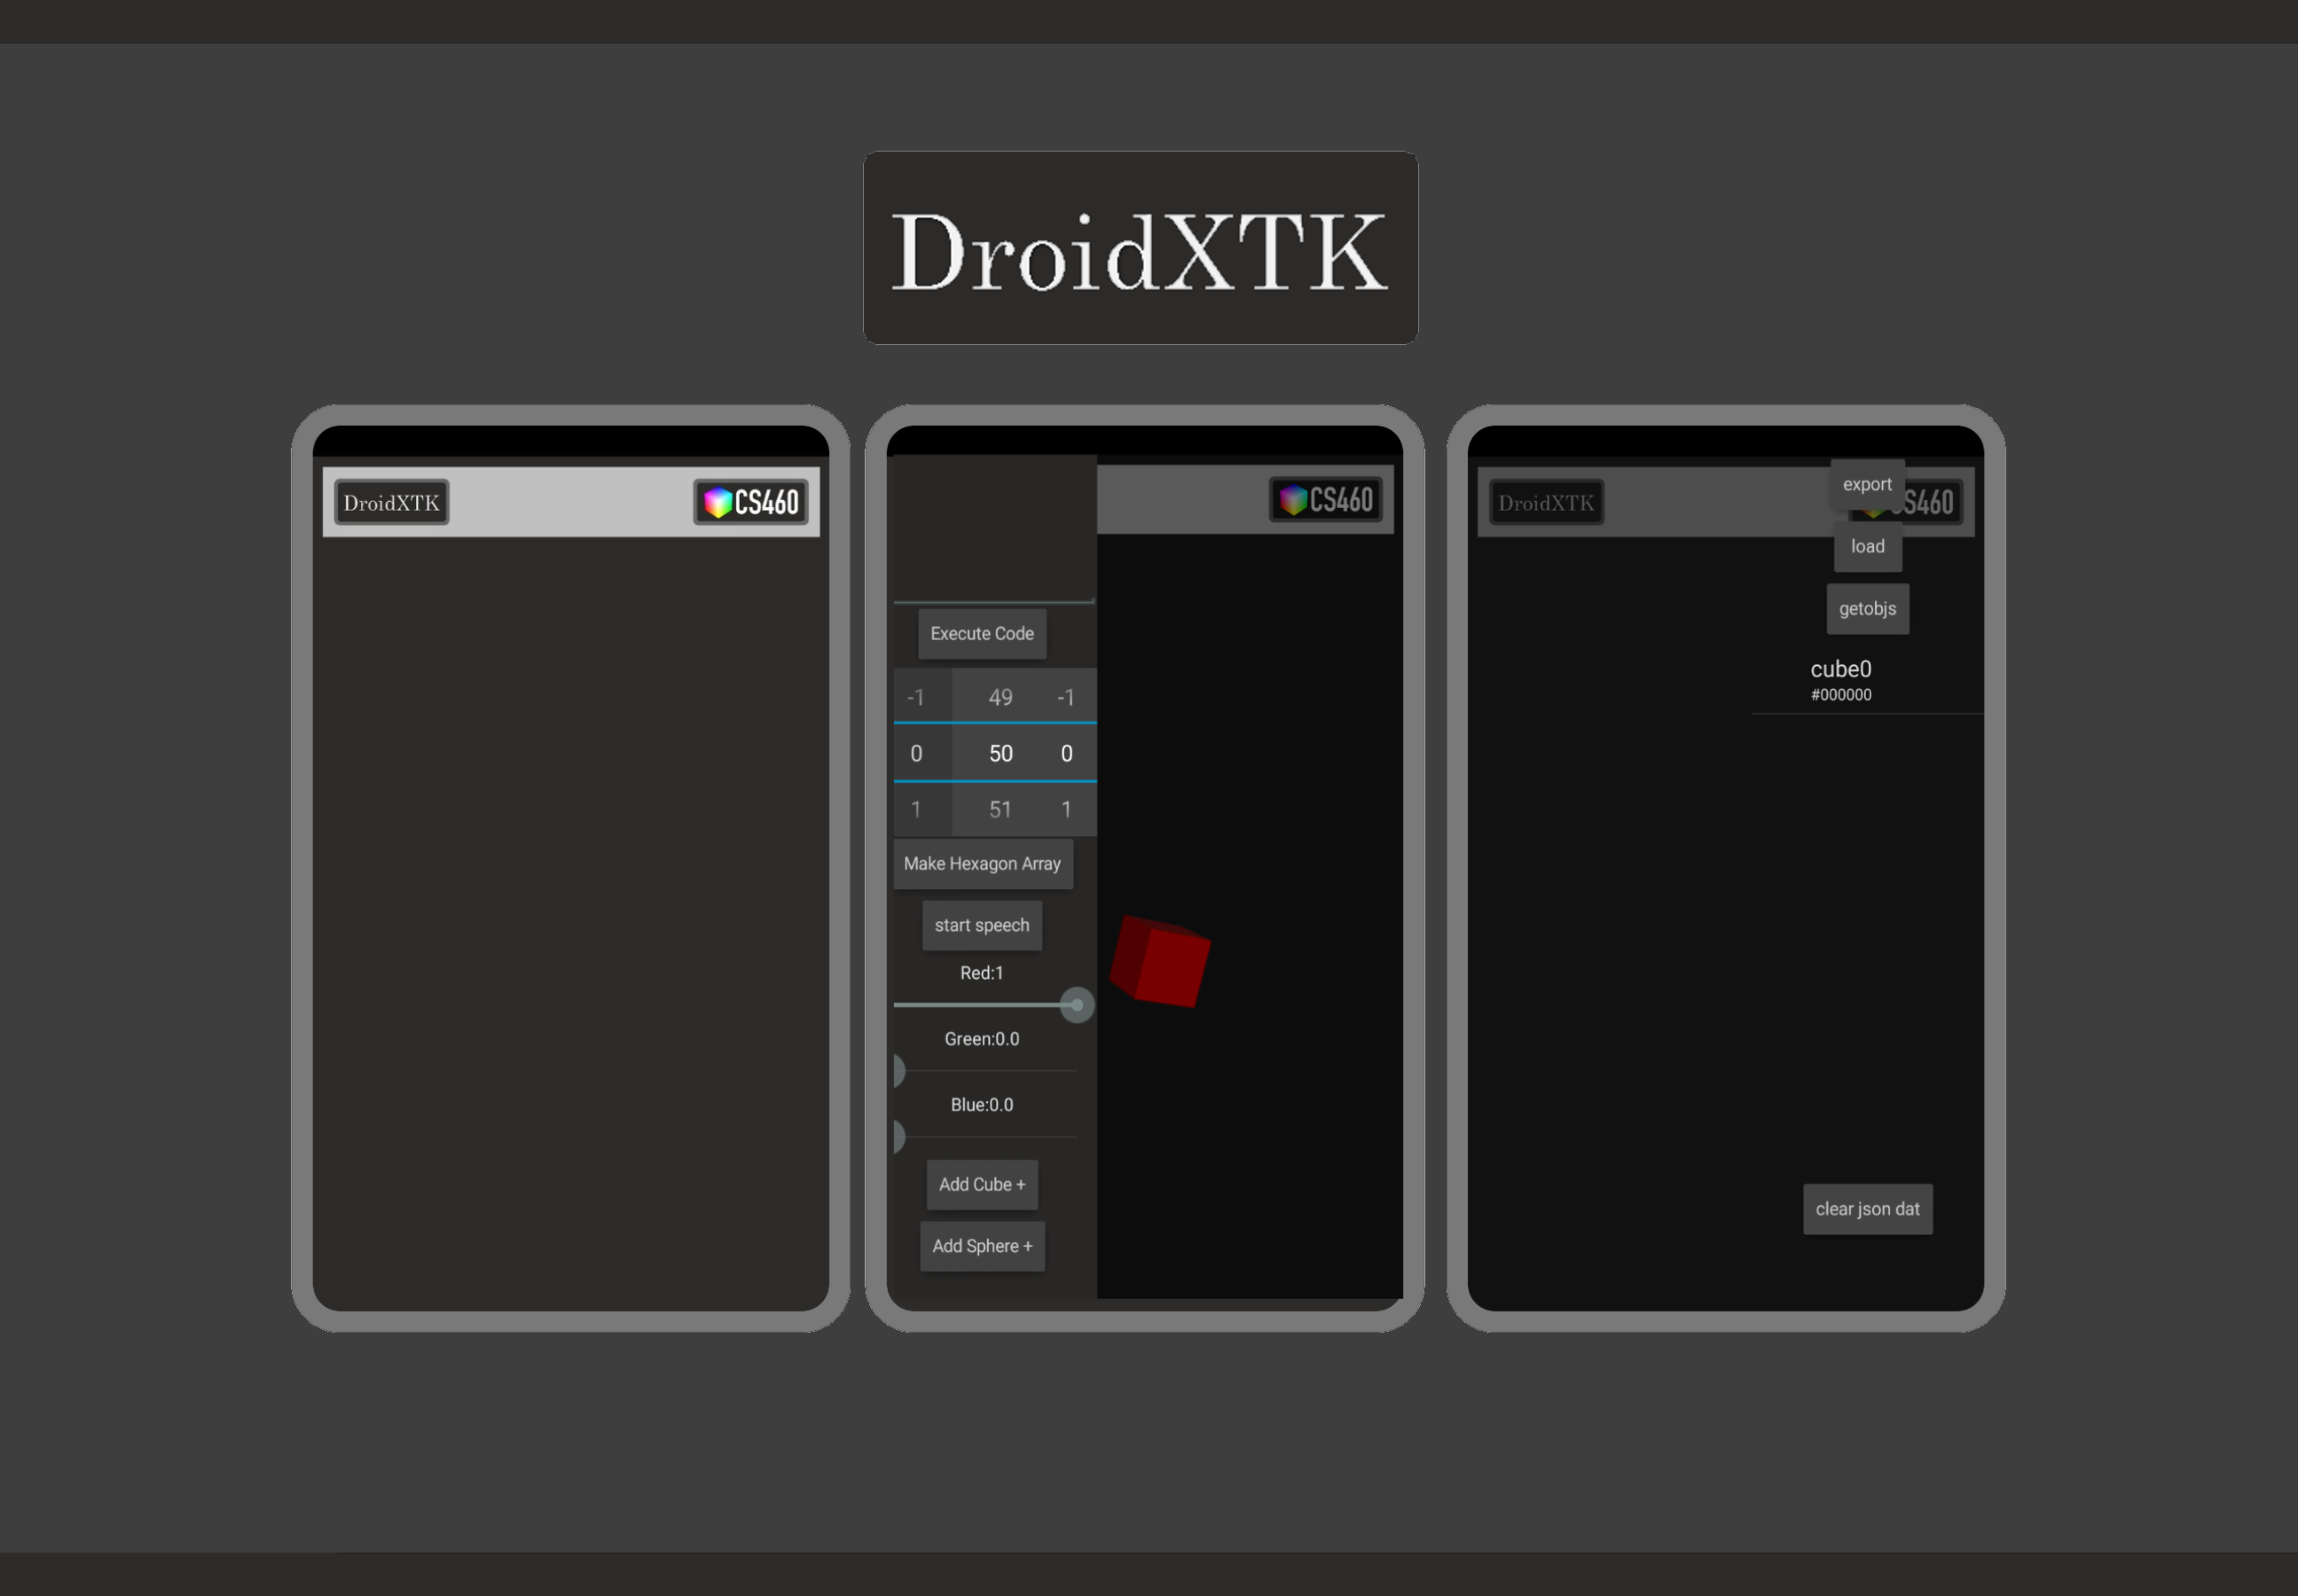 DroidXTK
DroidXTK
CS460
CS460
Execute Code
-1 49 -1
0 50 0
1 51 1
Make Hexagon Array
start speech
Red:1
Green:0.0
Blue:0.0
Add Cube +
Add Sphere +
DroidXTK
export
S460
load
getobjs
cube0
#000000
clear json dat